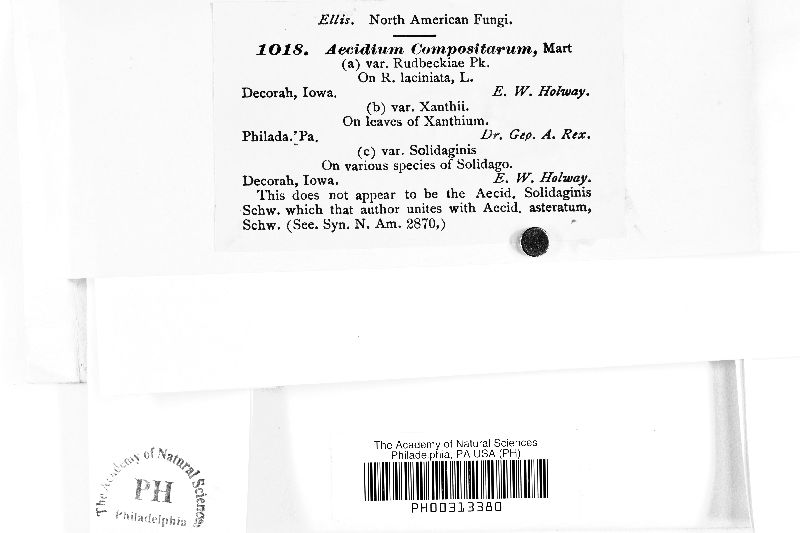 Ellis. North American Fungi.
1018. Aecidium Compositarum, Mart
(a) var. Rudbeckiae Pk.
On R. laciniata, L.
Decorah, Iowa. E. W. Holway.
(b) var. Xanthii.
On leaves of Xanthium.
Philada. Pa. Dr. Geo. A. Rex.
(c) var. Solidaginis
On various species of Solidago.
Decorah, Iowa. E. W. Holway.
This does not appear to be the Aecid. Solidaginis
Schw. which that author unites with Aecid. asteratum,
Schw. (See. Syn. N. Am. 2870.)
The Academy of Natural Sciences
Philadelphia, PA USA (PH)
PH00313380
The Academy of Natural Sciences
PH
Philadelphia